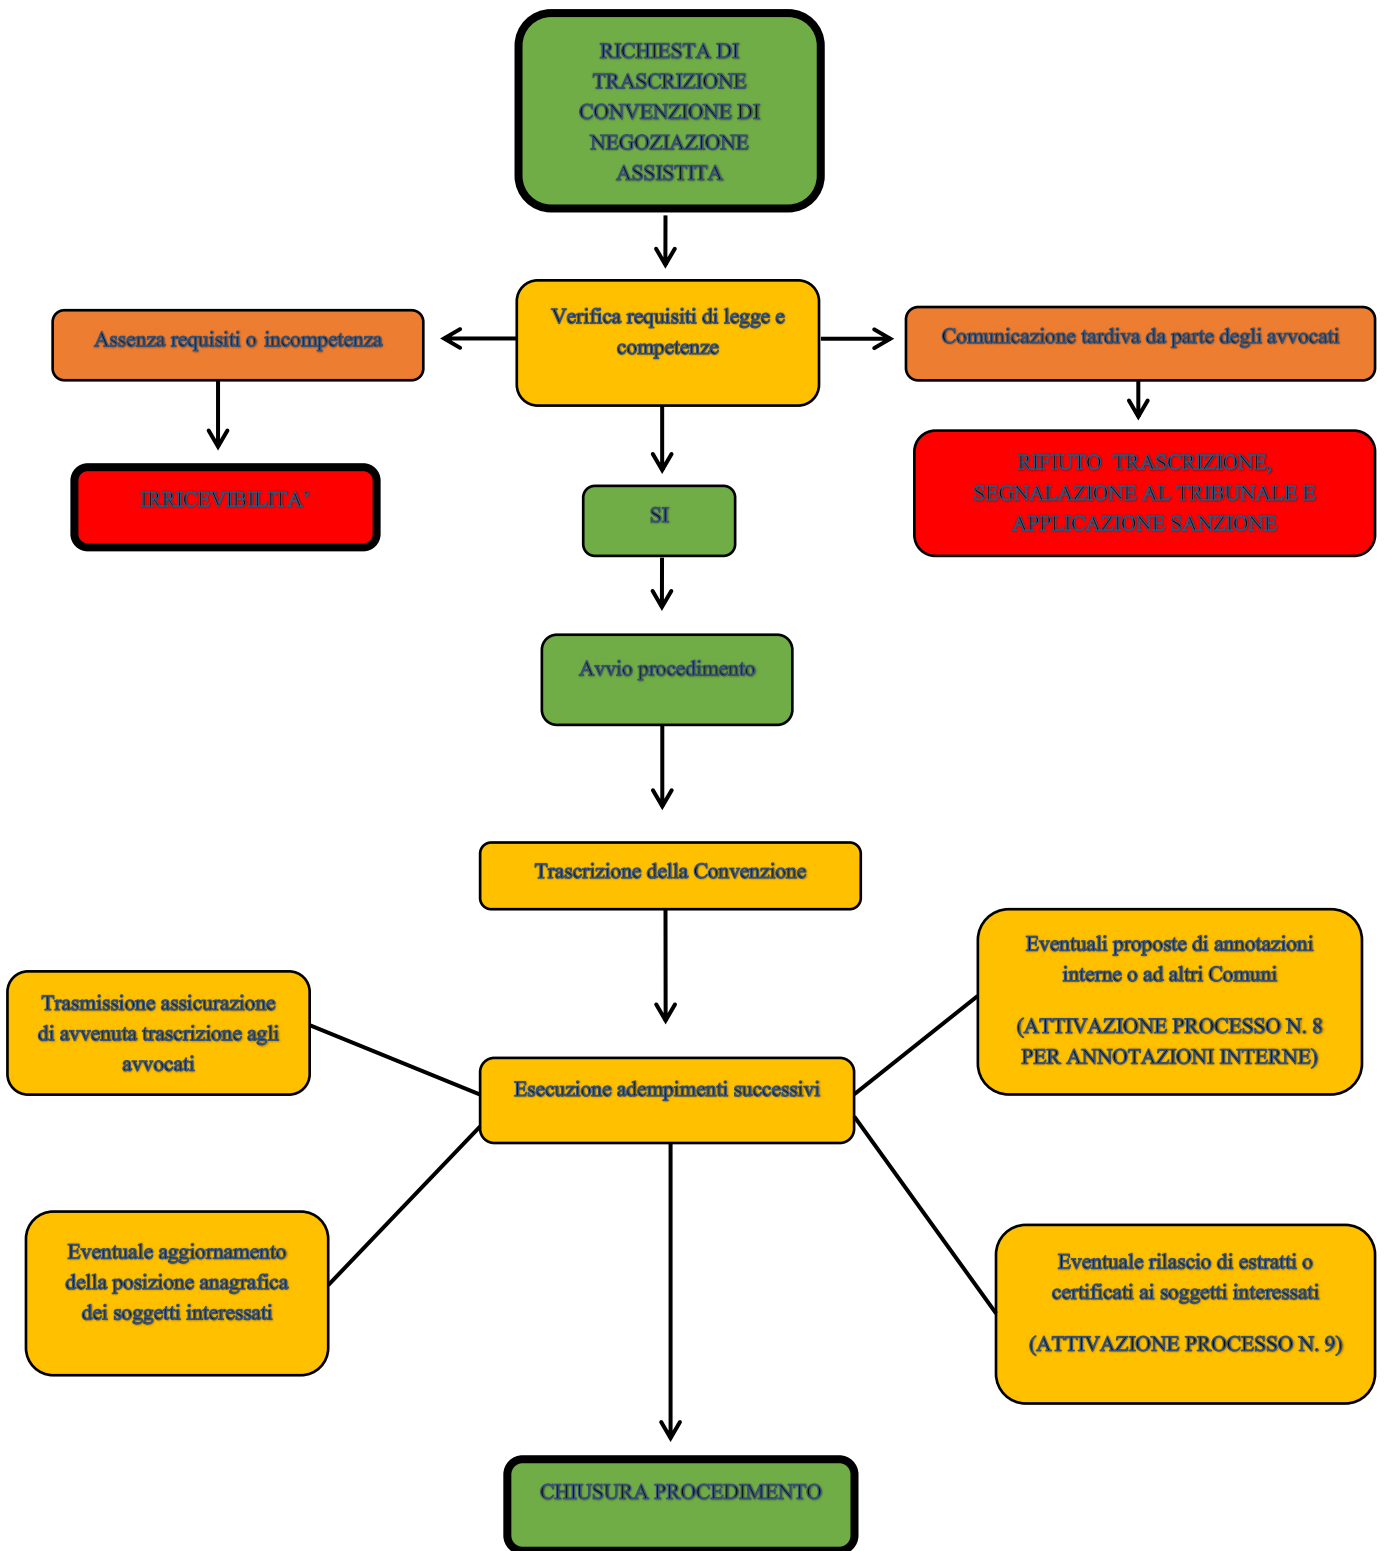 RICHIESTA DI
TRASCRIZIONE
CONVENZIONE DI
NEGOZIAZIONE
ASSISTITA
Verifica requisiti di legge e
competenze
Assenza requisiti o incompetenza
Comunicazione tardiva da parte degli avvocati
IRRICEVIBILITA’
RIFIUTO TRASCRIZIONE,
SEGNALAZIONE AL TRIBUNALE E
APPLICAZIONE SANZIONE
SI
Avvio procedimento
Trascrizione della Convenzione
Eventuali proposte di annotazioni
interne o ad altri Comuni
(ATTIVAZIONE PROCESSO N. 8
PER ANNOTAZIONI INTERNE)
Trasmissione assicurazione
di avvenuta trascrizione agli
avvocati
Esecuzione adempimenti successivi
Eventuale aggiornamento
della posizione anagrafica
dei soggetti interessati
Eventuale rilascio di estratti o
certificati ai soggetti interessati
(ATTIVAZIONE PROCESSO N. 9)
CHIUSURA PROCEDIMENTO